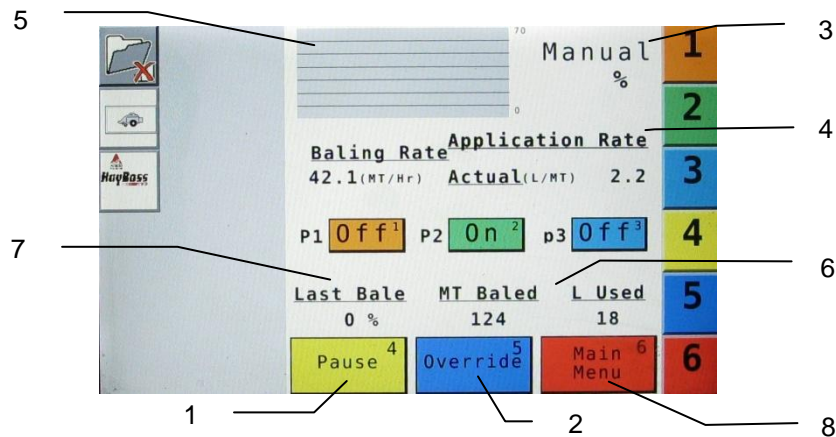 5
3
4
7
6
1
2
8
70
0
Manual
%
Baling Rate
Application Rate
42.1(MT/Hr)
Actual(L/MT) 2.2
P1 Off 1 P2 On 2 p3 Off 3
Last Bale MT Baled L Used
0 % 124 18
Pause 4 Override 5 Main Menu 6
HayBoss
1
2
3
4
5
6